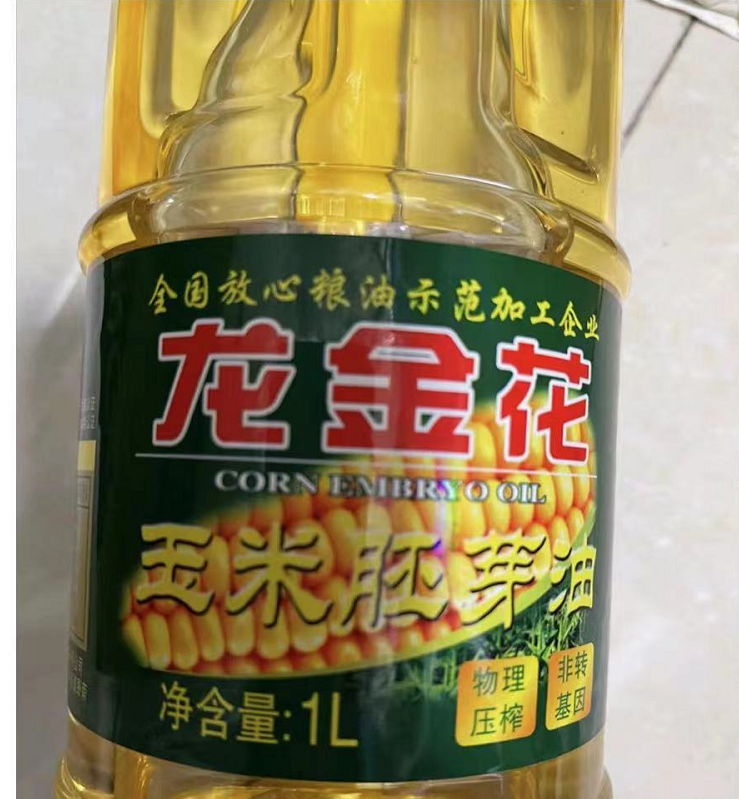 全国放心粮油示范加工企业
龙金花
CORN EMBRYO OIL
玉米胚芽油
净含量:1L
物理
压榨
非转
基因